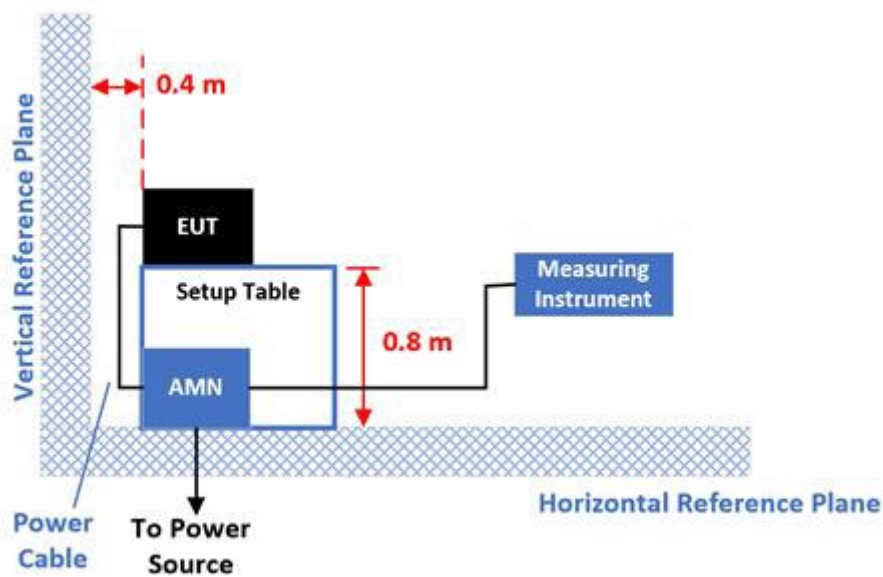 0.4 m
Vertical Reference Plane
EUT
Setup Table
Measuring
Instrument
0.8 m
AMN
Horizontal Reference Plane
Power
Cable
To Power
Source